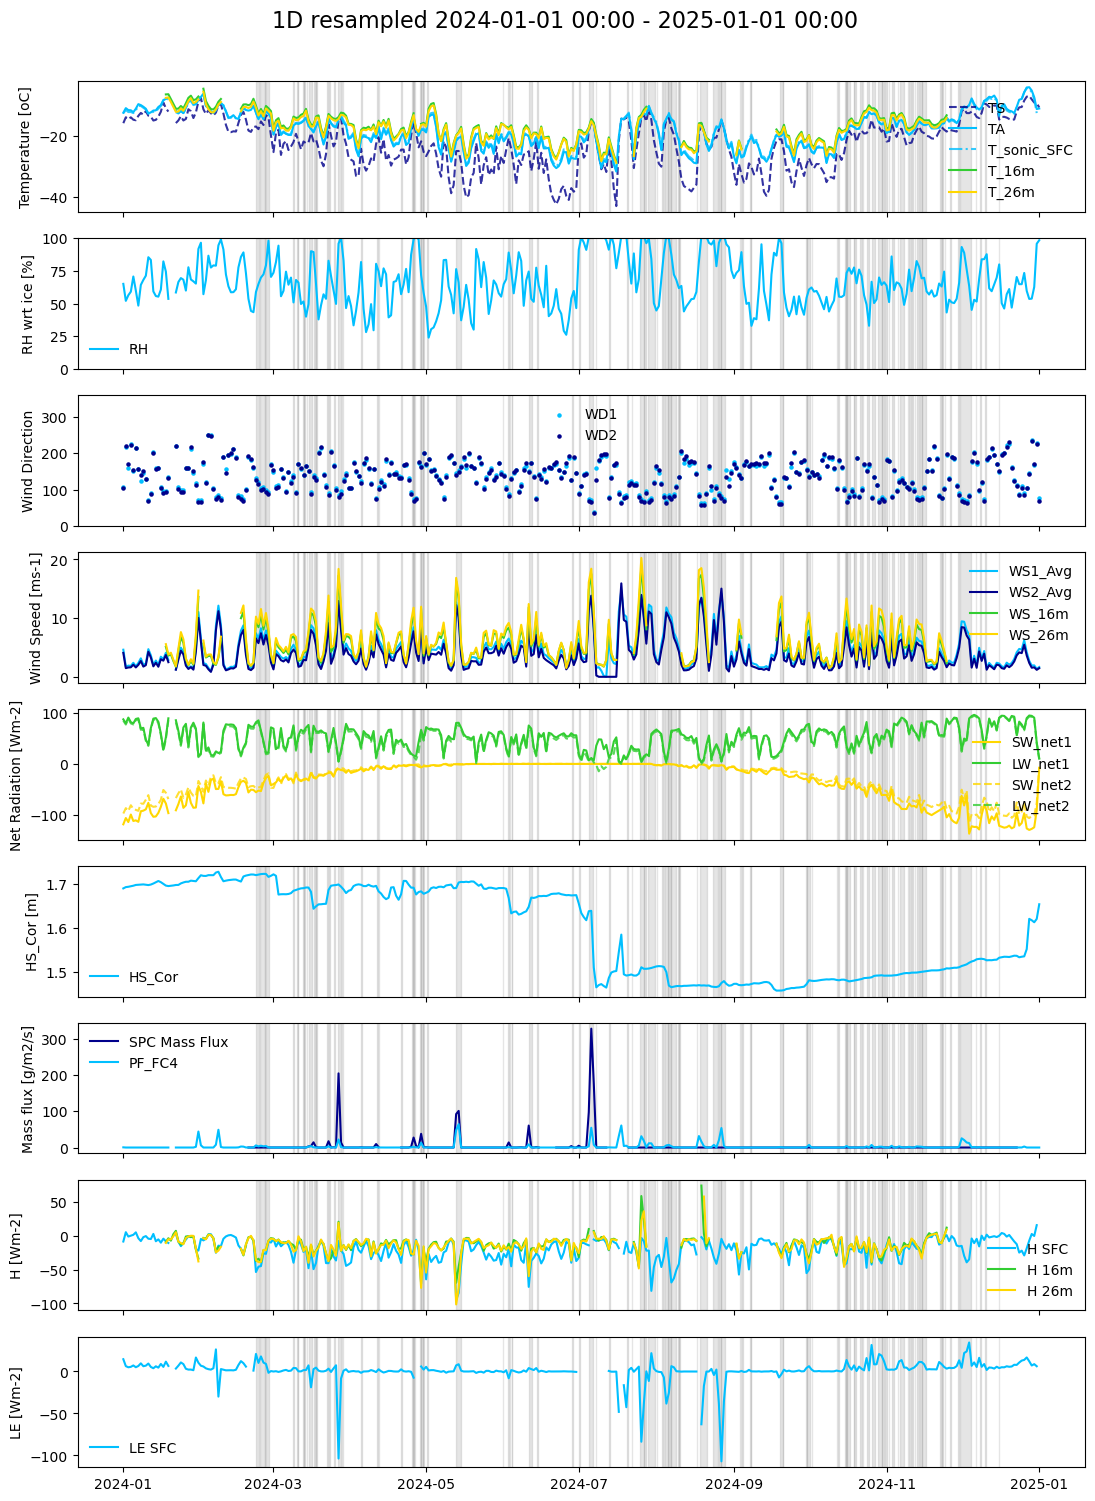 1D resampled 2024-01-01 00:00 - 2025-01-01 00:00
Temperature [oC]
−20
−40
TS
TA
T_sonic_SFC
T_16m
T_26m
RH wrt ice [%]
100
75
50
25
0
RH
Wind Direction
300
200
100
0
WD1
WD2
Wind Speed [ms-1]
20
10
0
WS1_Avg
WS2_Avg
WS_16m
WS_26m
Net Radiation [Wm-2]
100
0
−100
SW_net1
LW_net1
SW_net2
LW_net2
HS_Cor [m]
1.7
1.6
1.5
HS_Cor
Mass flux [g/m2/s]
300
200
100
0
SPC Mass Flux
PF_FC4
H [Wm-2]
50
0
−50
−100
H SFC
H 16m
H 26m
LE [Wm-2]
0
−50
−100
LE SFC
2024-01
2024-03
2024-05
2024-07
2024-09
2024-11
2025-01